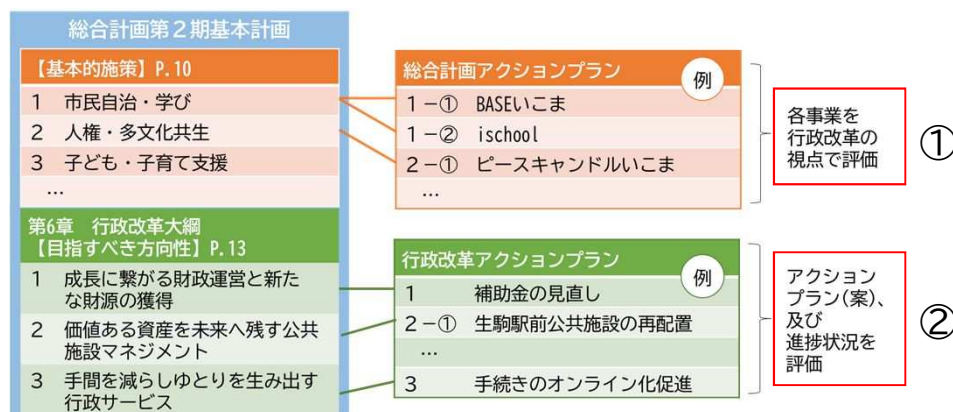 総合計画第２期基本計画
【基本的施策】P.10
1 市民自治・学び
2 人権・多文化共生
3 子ども・子育て支援
…
第6章 行政改革大綱
【目指すべき方向性】P.13
1 成長に繋がる財政運営と新た
な財源の獲得
2 価値ある資産を未来へ残す公共
施設マネジメント
3 手間を減らしゆとりを生み出す
行政サービス
総合計画アクションプラン
例
1－① BASEいこま
1－② ischool
2－① ピースキャンドルいこま
…
行政改革アクションプラン
例
1 補助金の見直し
2－① 生駒駅前公共施設の再配置
…
3 手続きのオンライン化促進
各事業を
行政改革の
視点で評価
①
アクション
プラン(案)、
及び
進捗状況を
評価
②